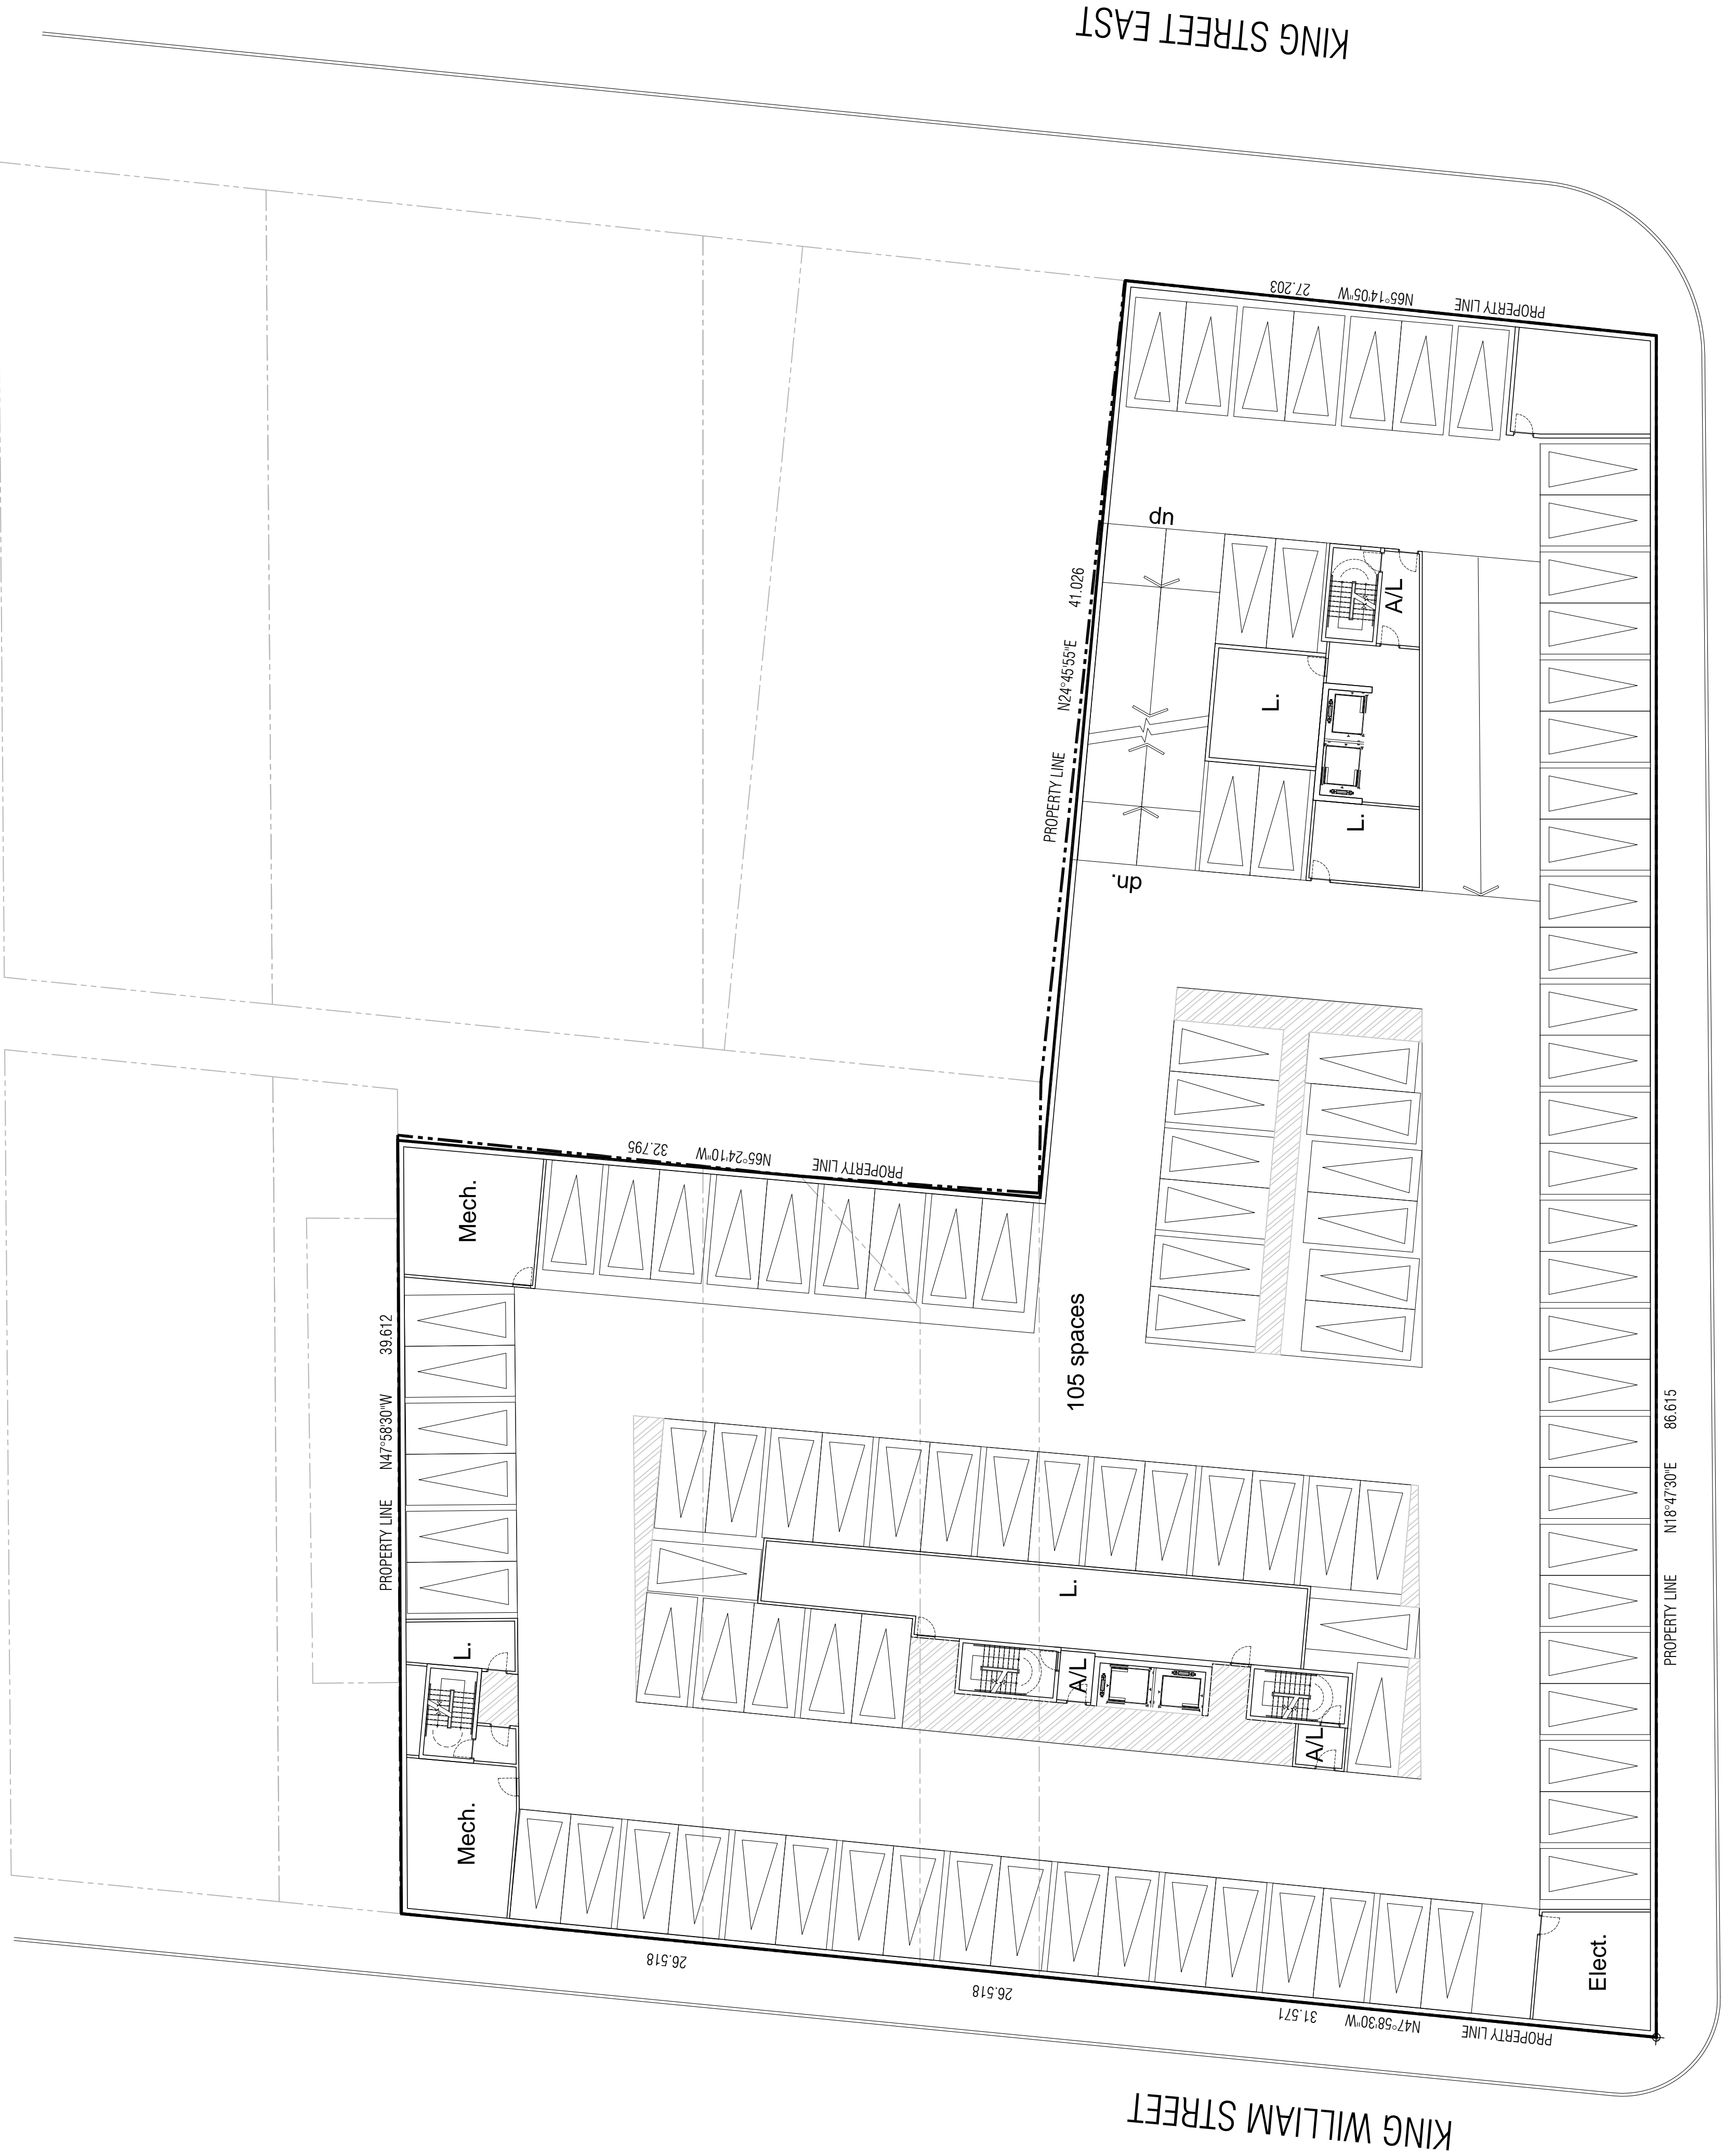 KING STREET EAST
PROPERTY LINE N65°14'05"W 27.203
up
PROPERTY LINE N24°45'55"E 41.026
A/L
L.
L.
dn.
PROPERTY LINE N65°24'10"W 32.795
Mech.
PROPERTY LINE N47°58'30"W 39.612
105 spaces
PROPERTY LINE N18°47'30"E 86.615
L.
L.
A/L
A/L
Mech.
Elect.
26.518
26.518
PROPERTY LINE N47°58'30"W 31.571
KING WILLIAM STREET